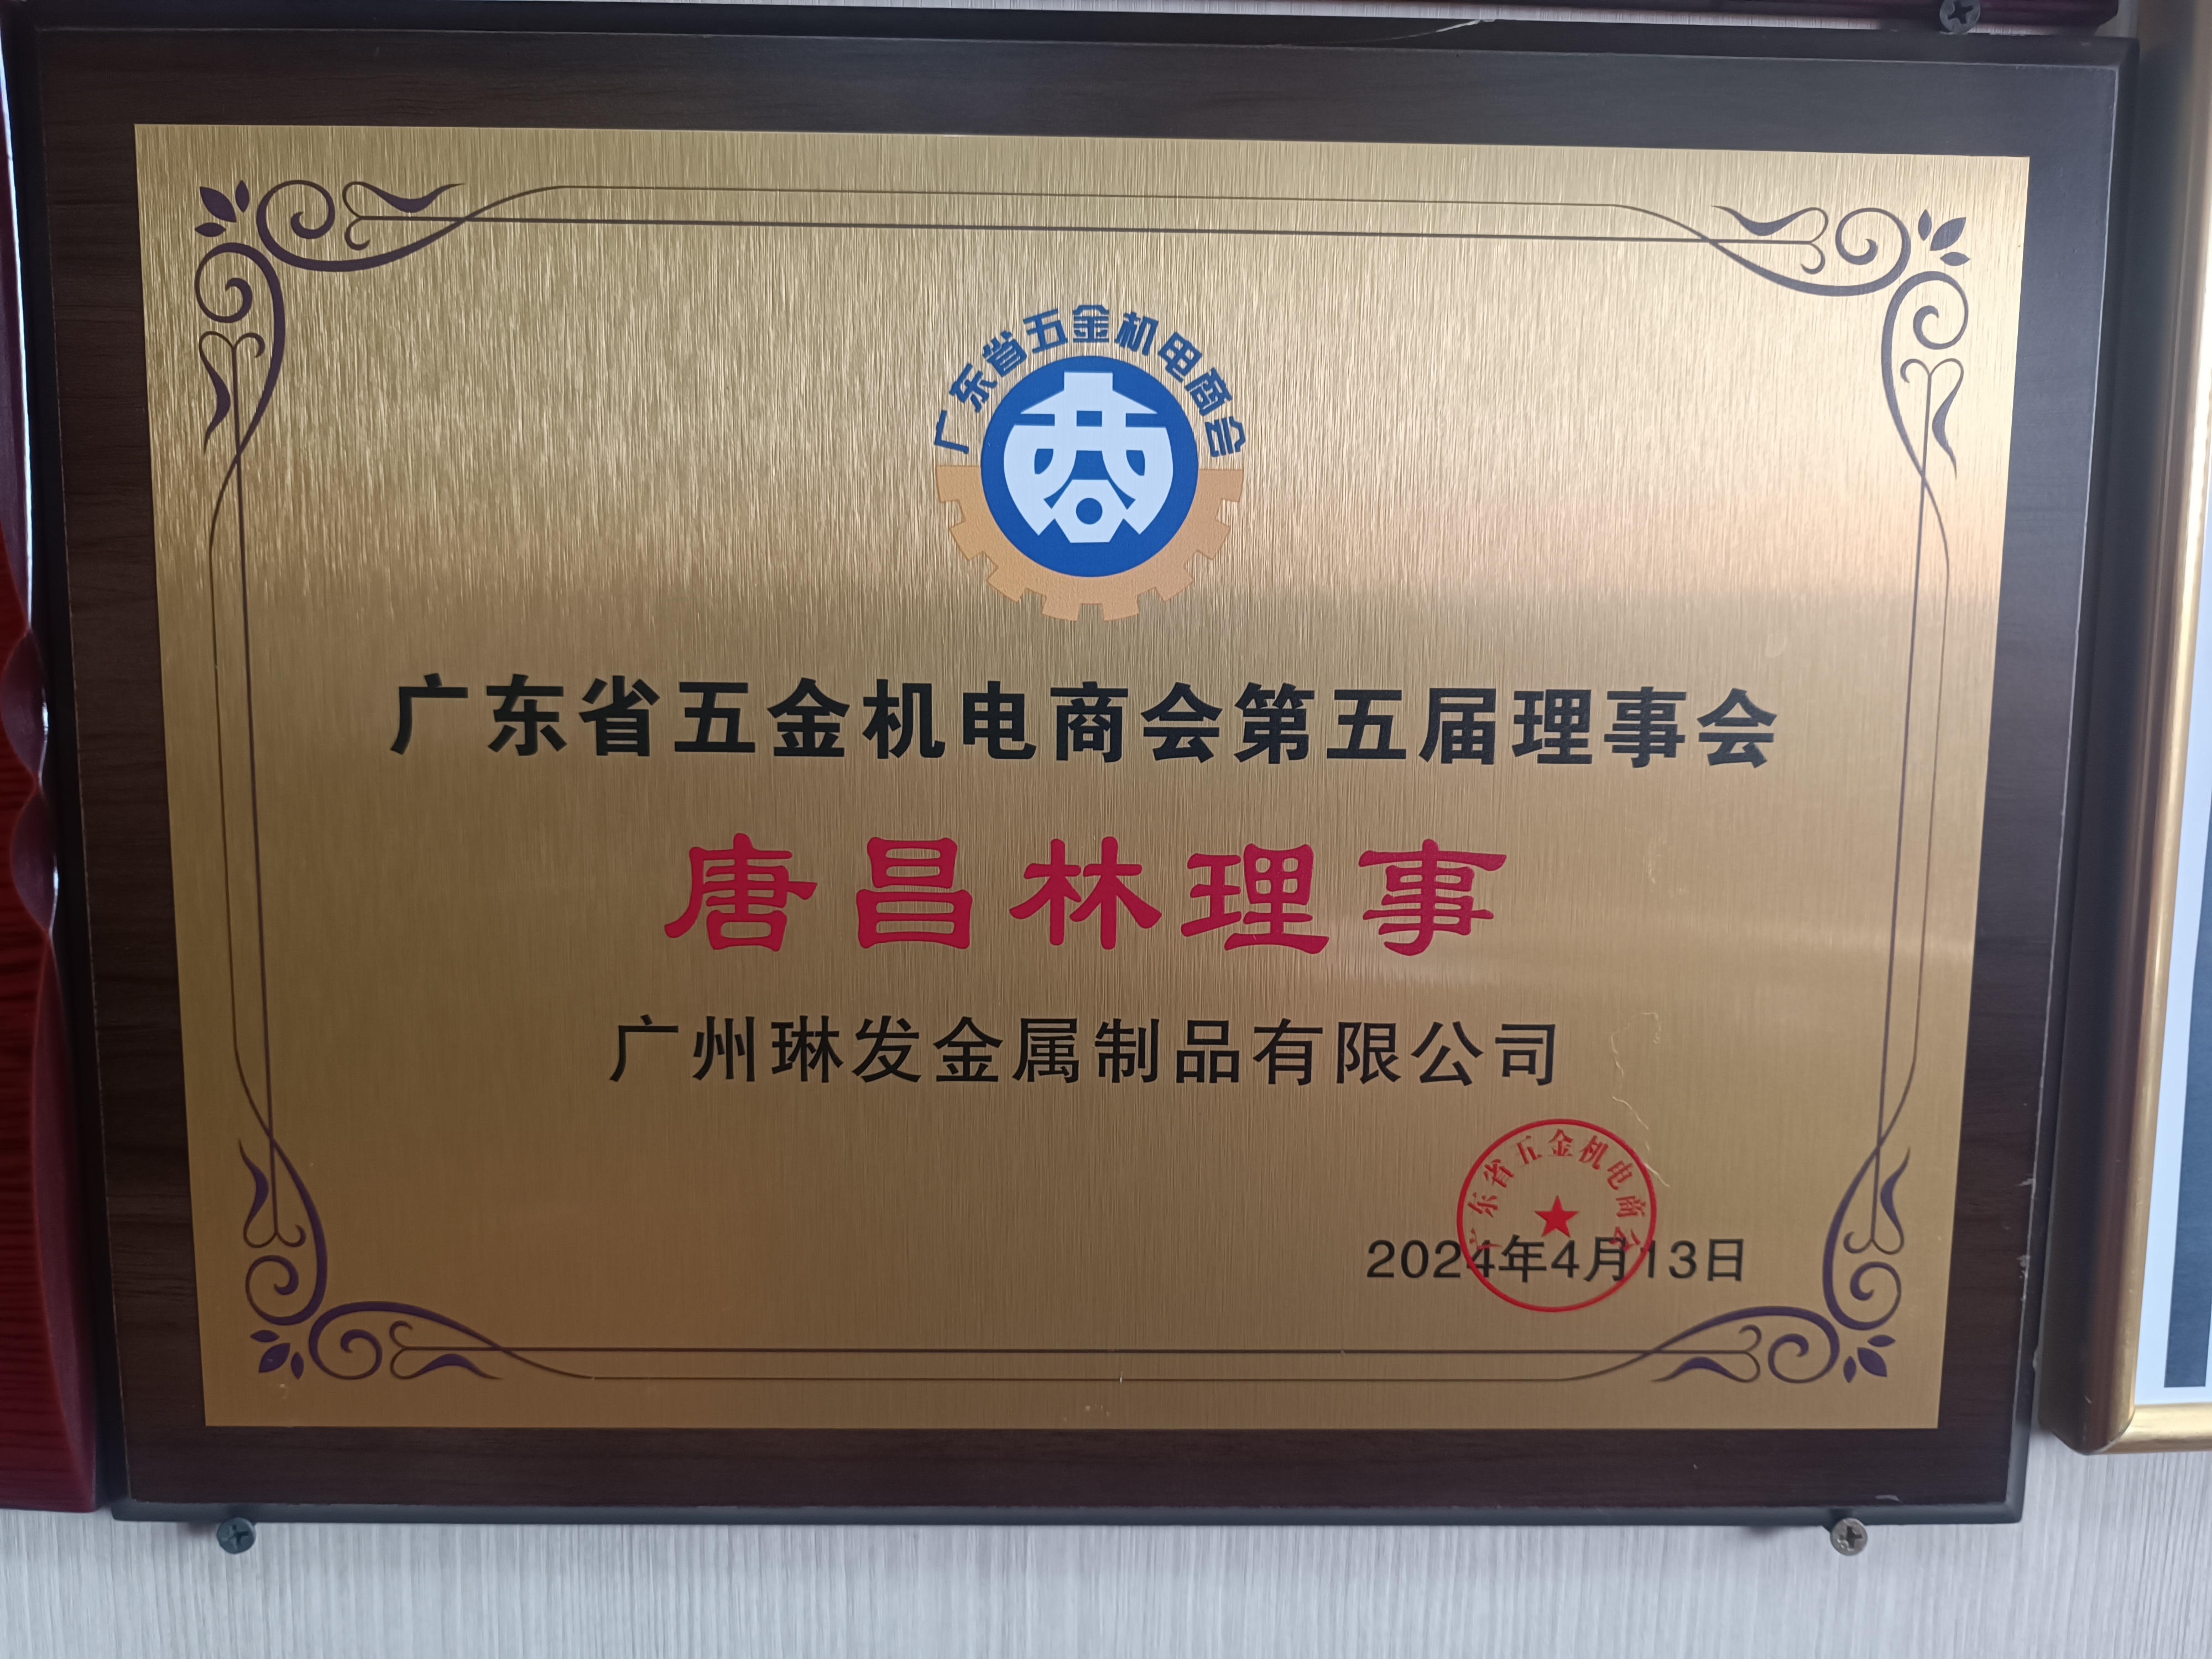 广东省五金机电商会
广东省五金机电商会第五届理事会
唐昌林理事
广州琳发金属制品有限公司
广东省五金机电商会
2024年4月13日